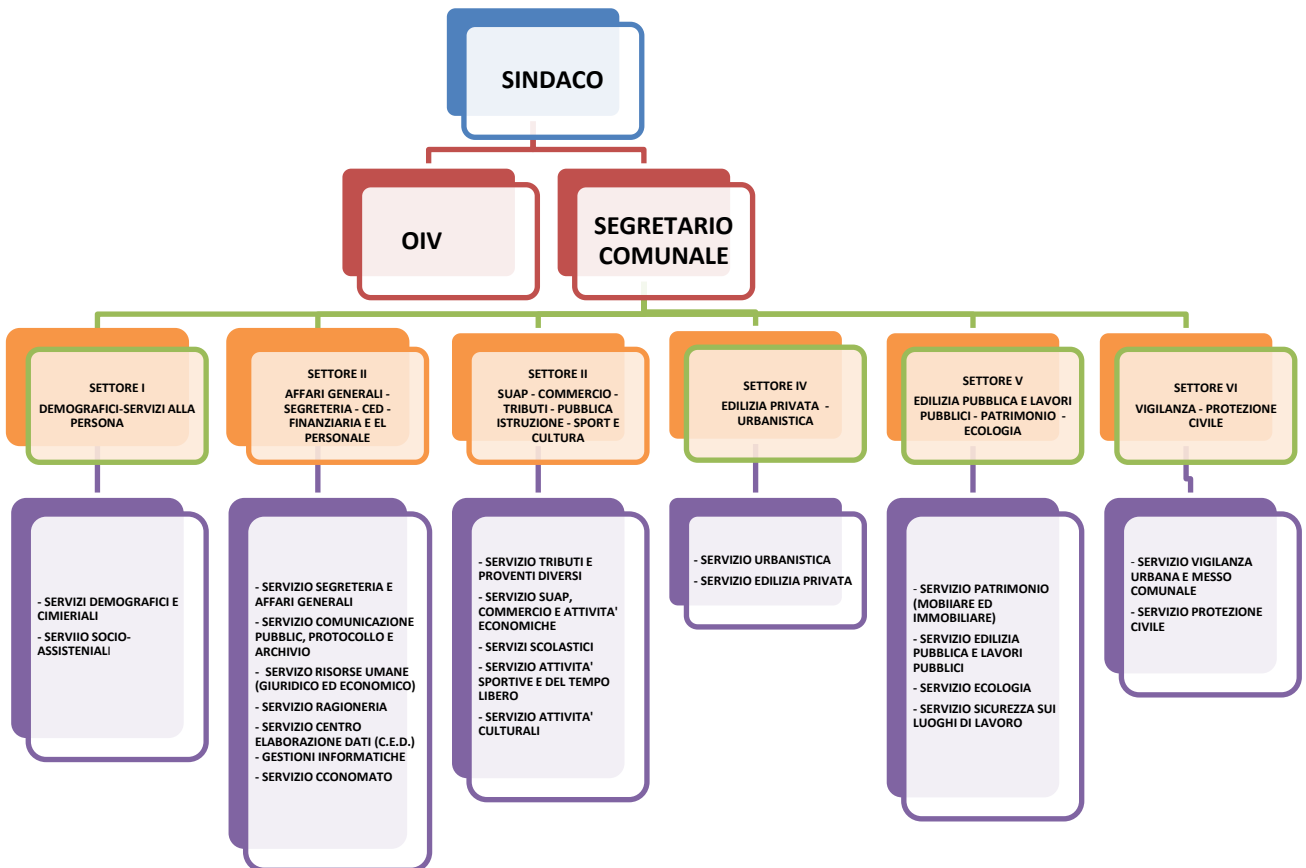 SINDACO
OIV
SEGRETARIO
COMUNALE
SETTORE I
DEMOGRAFICI-SERVIZI ALLA
PERSONA
SETTORE II
AFFARI GENERALI -
SEGRETERIA - CED -
FINANZIARIA E EL
PERSONALE
SETTORE II
SUAP - COMMERCIO -
TRIBUTI - PUBBLICA
ISTRUZIONE - SPORT E
CULTURA
SETTORE IV
EDILIZIA PRIVATA -
URBANISTICA
SETTORE V
EDILIZIA PUBBLICA E LAVORI
PUBBLICI - PATRIMONIO -
ECOLOGIA
SETTORE VI
VIGILANZA - PROTEZIONE
CIVILE
- SERVIZI DEMOGRAFICI E
CIMIERIALI
- SERVIIO SOCIO-
ASSISTENIALI
- SERVIZIO SEGRETERIA E
AFFARI GENERALI
- SERVIZIO COMUNICAZIONE
PUBBLIC, PROTOCOLLO E
ARCHIVIO
- SERVIZO RISORSE UMANE
(GIURIDICO ED ECONOMICO)
- SERVIZIO RAGIONERIA
- SERVIZIO CENTRO
ELABORAZIONE DATI (C.E.D.)
- GESTIONI INFORMATICHE
- SERVIZIO CCONOMATO
- SERVIZIO TRIBUTI E
PROVENTI DIVERSI
- SERVIZIO SUAP,
COMMERCIO E ATTIVITA'
ECONOMICHE
- SERVIZI SCOLASTICI
- SERVIZIO ATTIVITA'
SPORTIVE E DEL TEMPO
LIBERO
- SERVIZIO ATTIVITA'
CULTURALI
- SERVIZIO URBANISTICA
- SERVIZIO EDILIZIA PRIVATA
- SERVIZIO PATRIMONIO
(MOBIIARE ED
IMMOBILIARE)
- SERVIZIO EDILIZIA
PUBBLICA E LAVORI
PUBBLICI
- SERVIZIO ECOLOGIA
- SERVIZIO SICUREZZA SUI
LUOGHI DI LAVORO
- SERVIZIO VIGILANZA
URBANA E MESSO
COMUNALE
- SERVIZIO PROTEZIONE
CIVILE